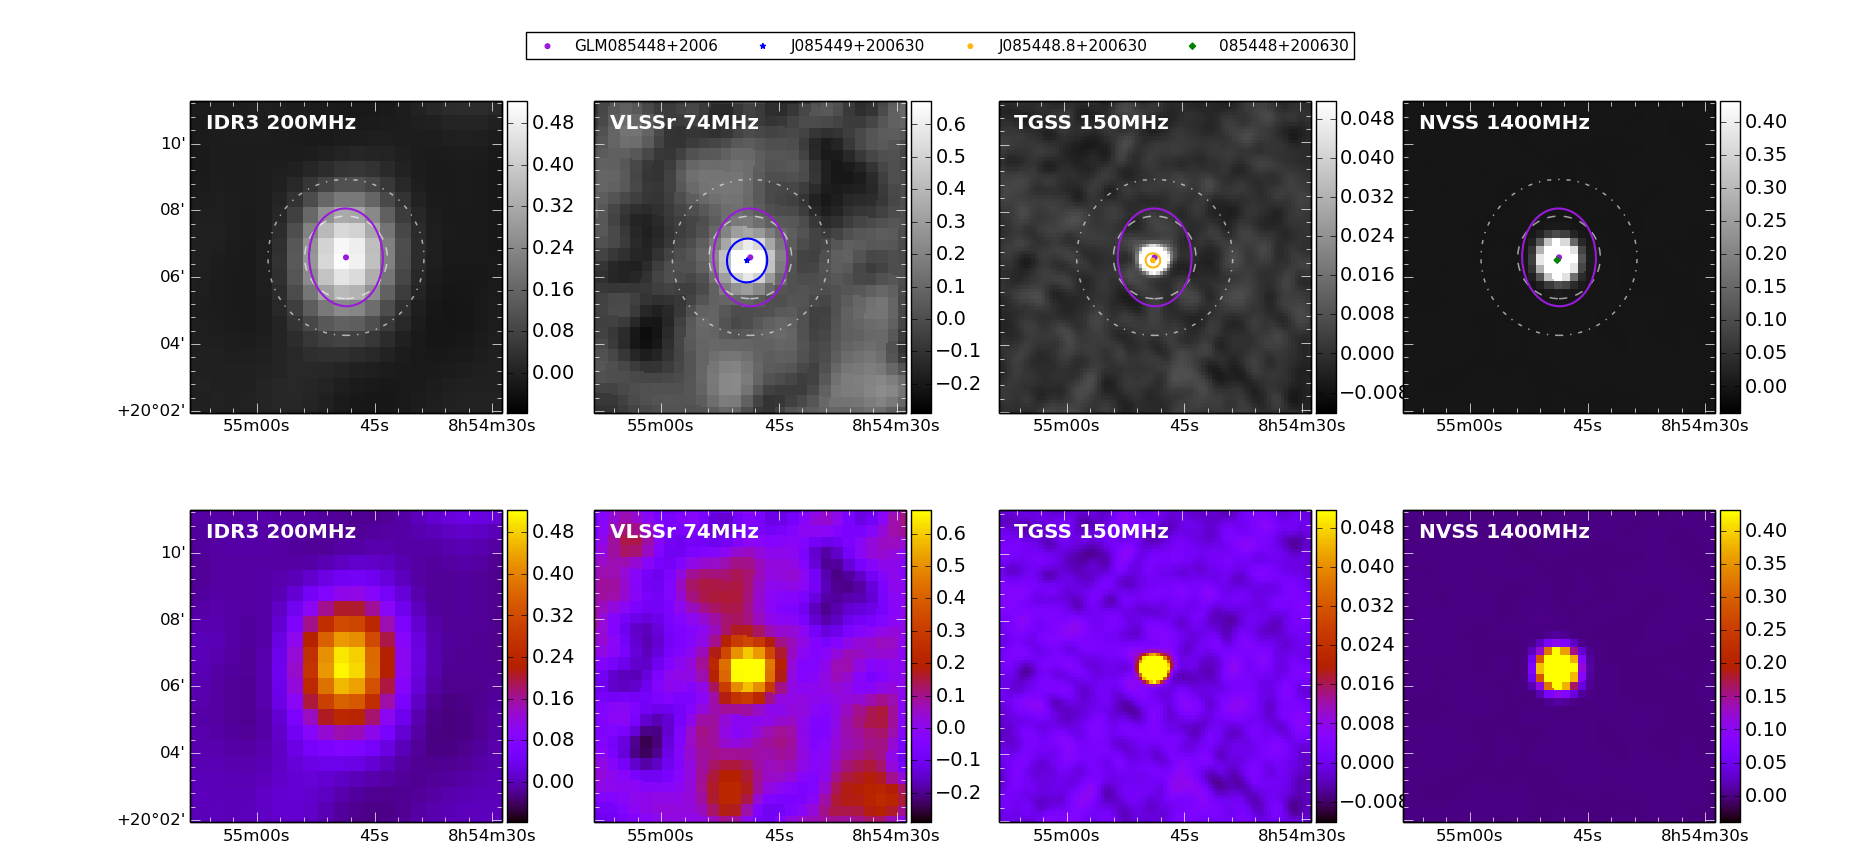 GLM085448+2006 J085449+200630 J085448.8+200630 085448+200630
IDR3 200MHz VLSSr 74MHz TGSS 150MHz NVSS 1400MHz
10' 08' 06' 04' +20°02'
0.48 0.40 0.32 0.24 0.16 0.08 0.00
0.6 0.5 0.4 0.3 0.2 0.1 0.0 −0.1 −0.2
0.048 0.040 0.032 0.024 0.016 0.008 0.000 −0.008
0.40 0.35 0.30 0.25 0.20 0.15 0.10 0.05 0.00
55m00s 45s 8h54m30s 55m00s 45s 8h54m30s 55m00s 45s 8h54m30s 55m00s 45s 8h54m30s
IDR3 200MHz VLSSr 74MHz TGSS 150MHz NVSS 1400MHz
10' 08' 06' 04' +20°02'
0.48 0.40 0.32 0.24 0.16 0.08 0.00
0.6 0.5 0.4 0.3 0.2 0.1 0.0 −0.1 −0.2
0.048 0.040 0.032 0.024 0.016 0.008 0.000 −0.008
0.40 0.35 0.30 0.25 0.20 0.15 0.10 0.05 0.00
55m00s 45s 8h54m30s 55m00s 45s 8h54m30s 55m00s 45s 8h54m30s 55m00s 45s 8h54m30s